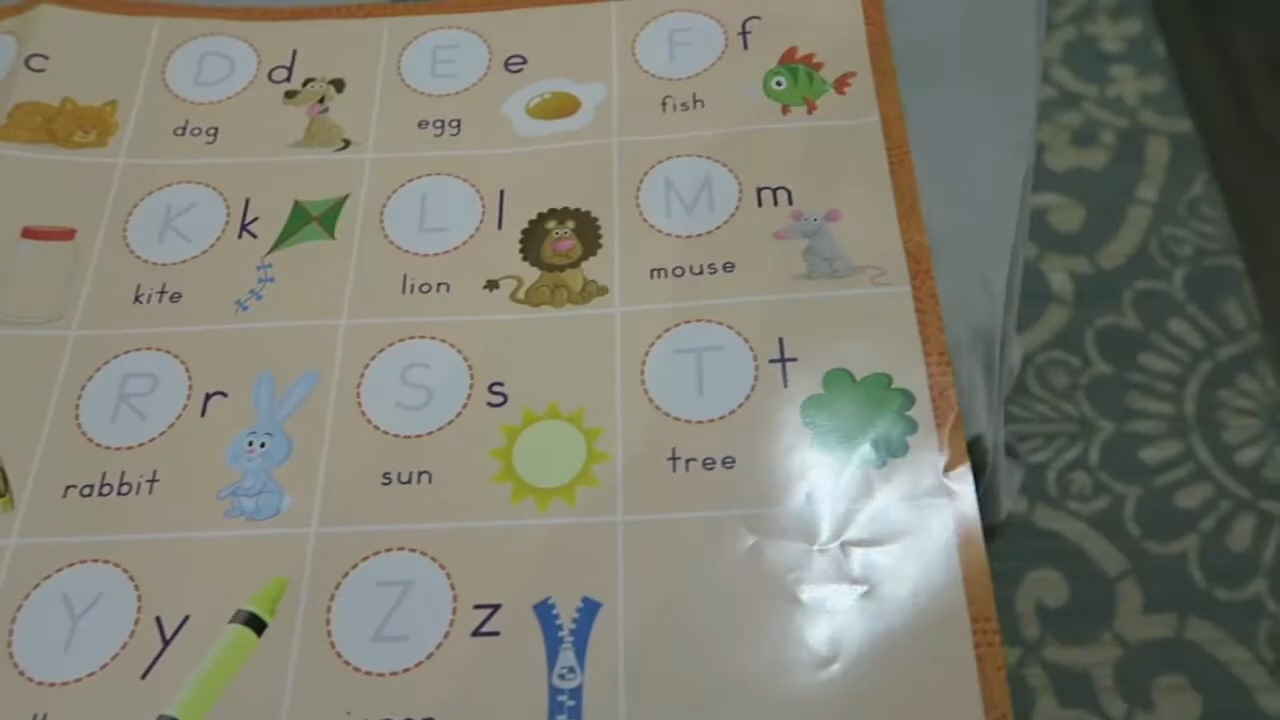 c
D d
dog
E e
egg
F f
fish
K k
kite
L l
lion
M m
mouse
R r
rabbit
S s
sun
T t
tree
Y y
Z z